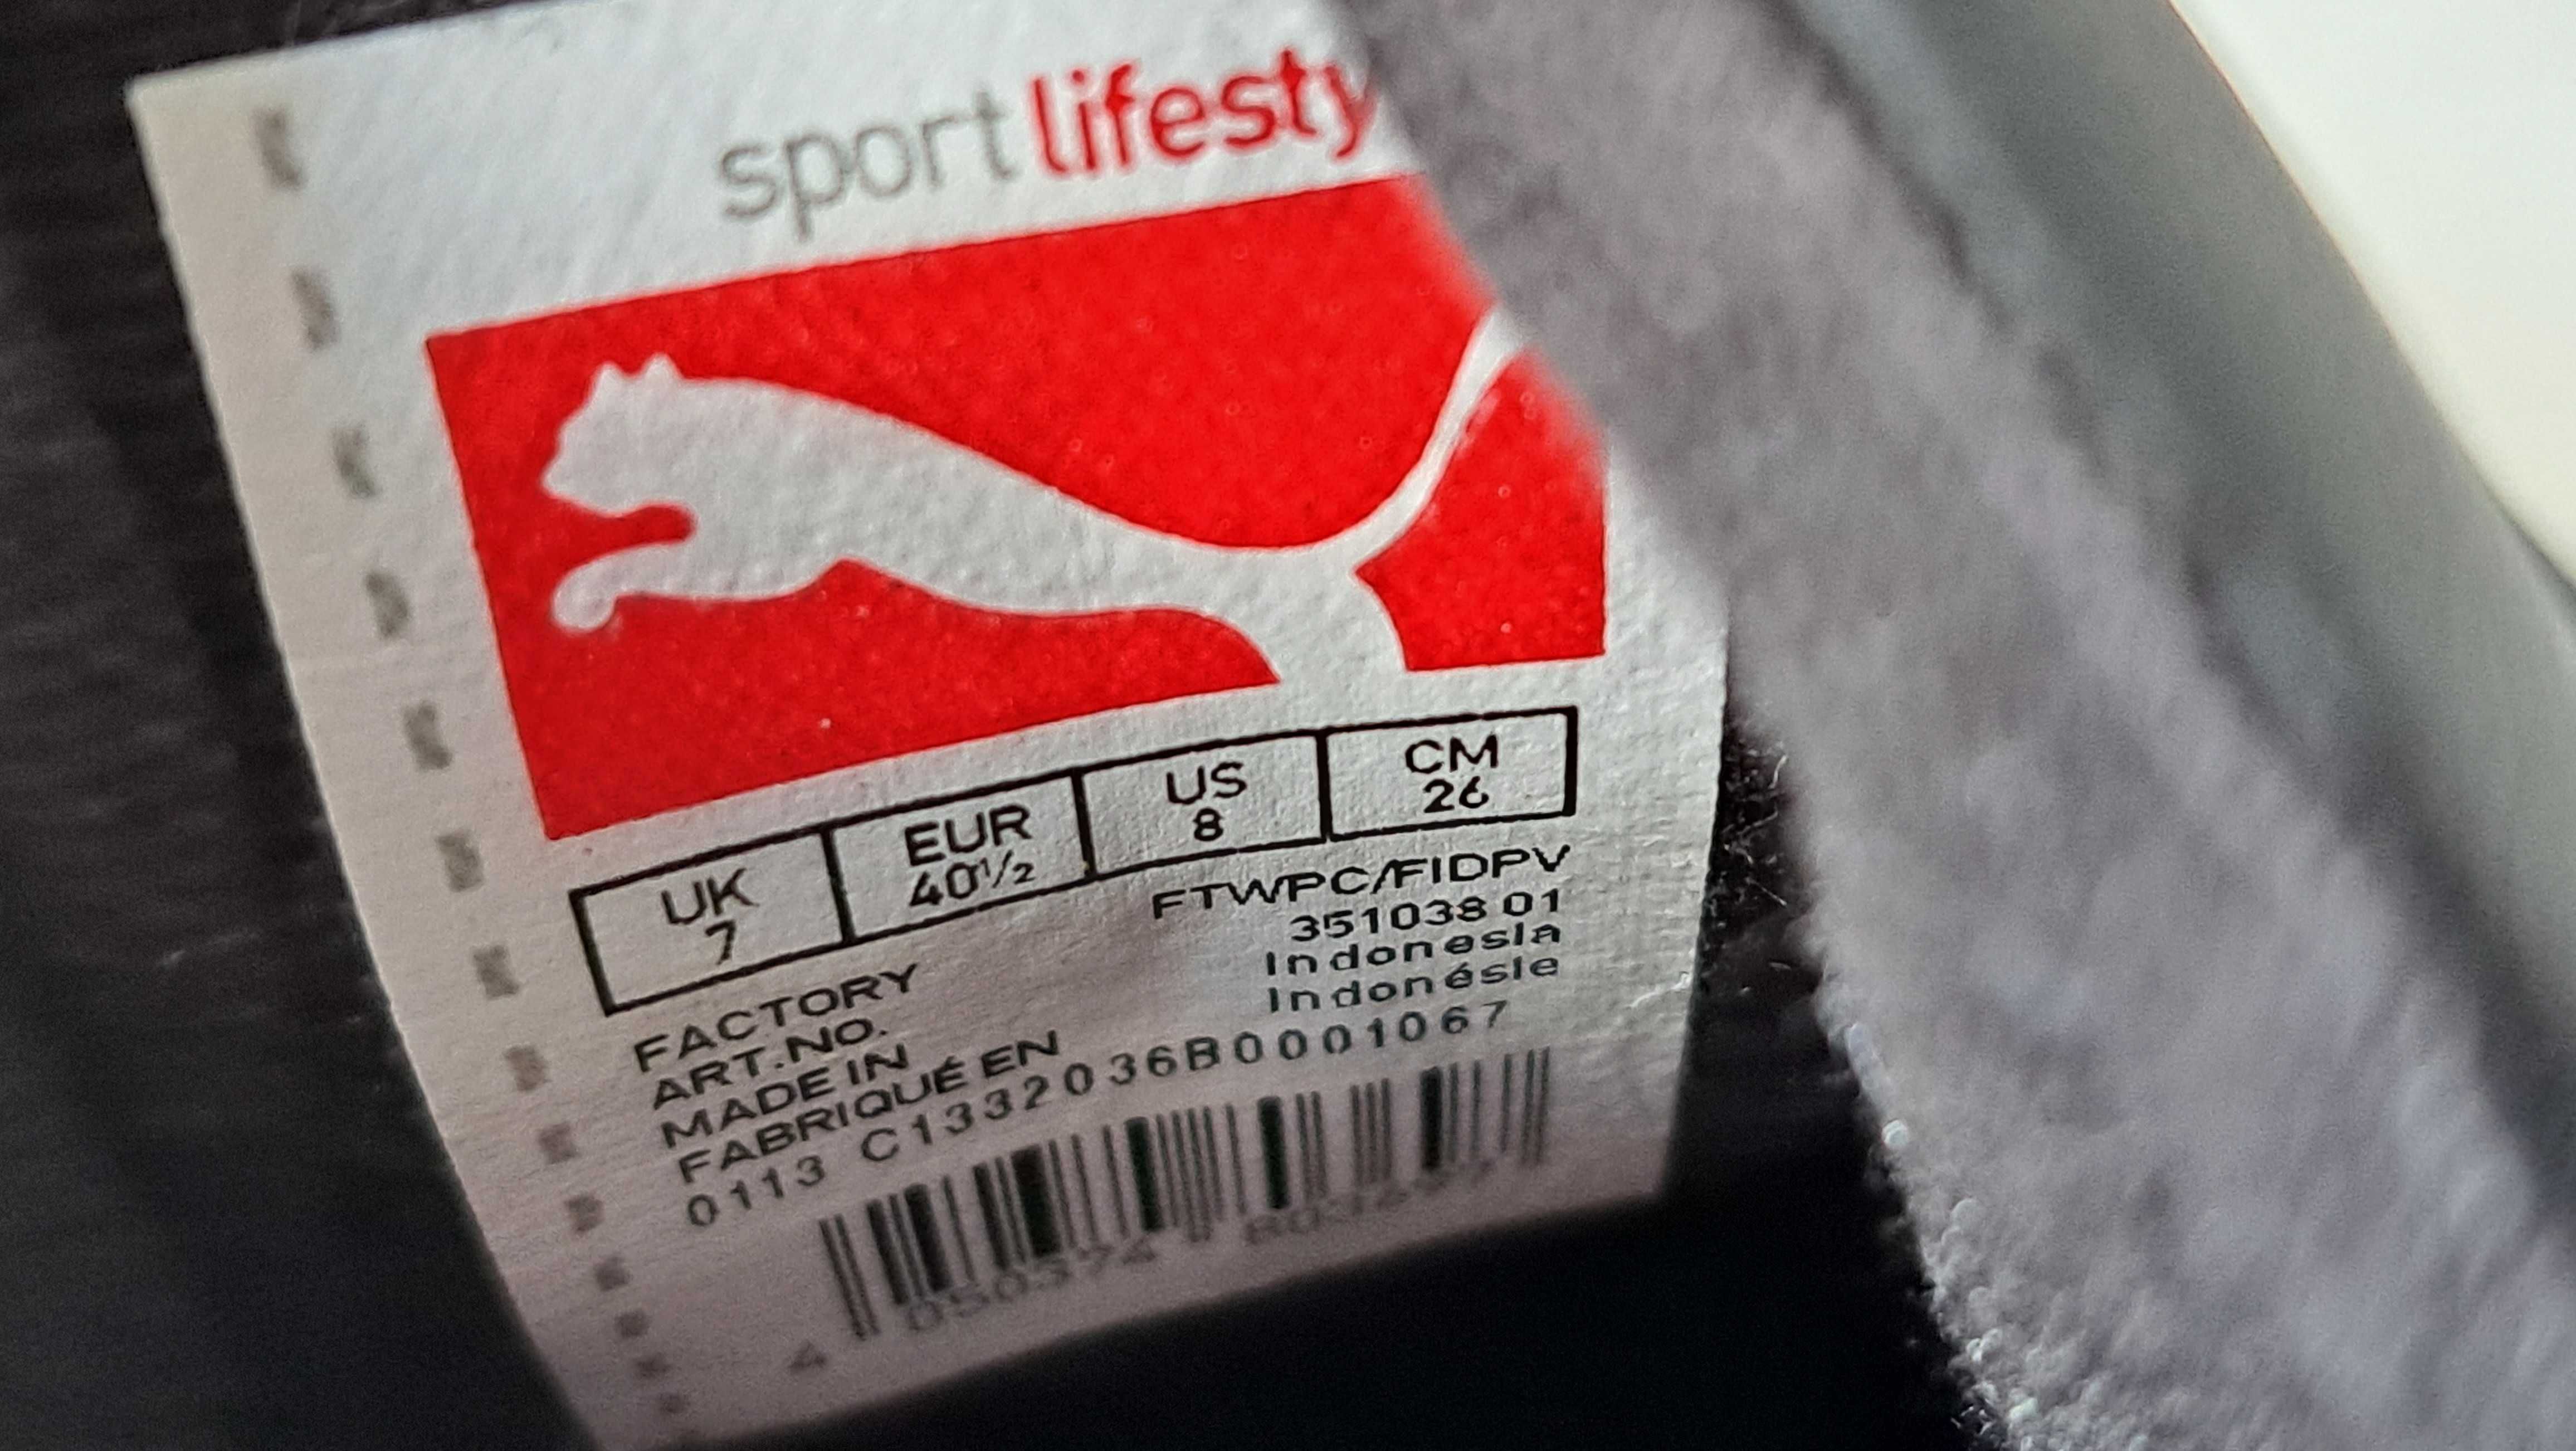 sport lifesty
UK EUR US CM
7 40½ 8 26
FACTORY FTWPC/FIDPV
ART.NO. 351038 01
MADE IN Indonesia
FABRIQUÉ EN Indonésie
0113 C1332036B0001067
4